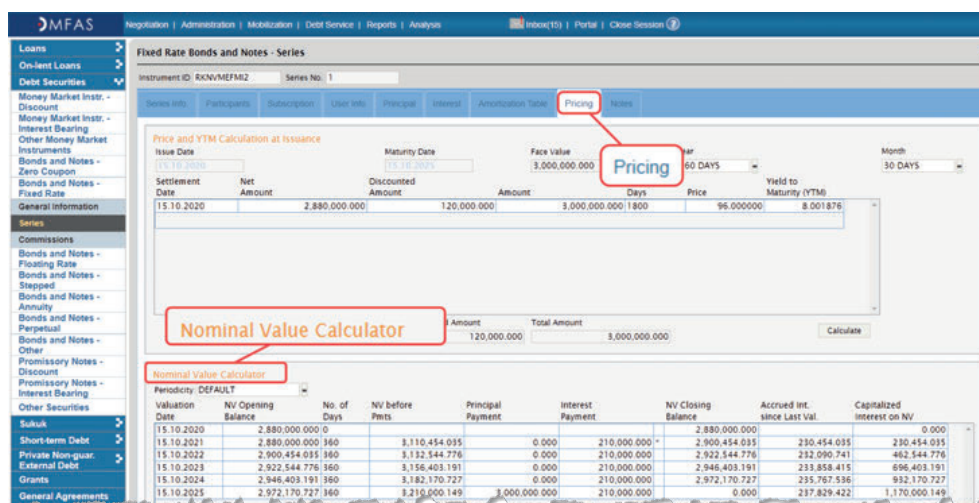 DMFAS
Negotiation | Administration | Mobilization | Debt Service | Reports | Analysis
Inbox(15) | Portal | Close Session ?
Loans
On-lent Loans
Debt Securities
Money Market Instr. -
Discount
Money Market Instr. -
Interest Bearing
Other Money Market
Instruments
Bonds and Notes -
Zero Coupon
Bonds and Notes -
Fixed Rate
General Information
Series
Commissions
Bonds and Notes -
Floating Rate
Bonds and Notes -
Stepped
Bonds and Notes -
Annuity
Bonds and Notes -
Perpetual
Bonds and Notes -
Other
Promissory Notes -
Discount
Promissory Notes -
Interest Bearing
Other Securities
Sukuk
Short-term Debt
Private Non-guar.
External Debt
Grants
General Agreements
Fixed Rate Bonds and Notes - Series
Instrument ID RKNVMEFMI2 Series No. 1
Series Info Participants Subscription User Info Principal Interest Amortization Table Pricing Notes
Price and YTM Calculation at Issuance
Issue Date Maturity Date Face Value ear Month
15.10.2020 15.10.2025 3,000,000.000 60 DAYS 30 DAYS
Pricing
Settlement Net Discounted Yield to
Date Amount Amount Amount Days Price Maturity (YTM)
15.10.2020 2,880,000.000 120,000.000 3,000,000.000 1800 96.000000 8.001876
Amount Total Amount
120,000.000 3,000,000.000 Calculate
Nominal Value Calculator
Nominal Value Calculator
Periodicity DEFAULT
Valuation NV Opening No. of NV before Principal Interest NV Closing Accrued Int. Capitalized
Date Balance Days Pmts Payment Payment Balance since Last Val. Interest on NV
15.10.2020 2,880,000.000 0 2,880,000.000 0.000
15.10.2021 2,880,000.000 360 3,110,454.035 0.000 210,000.000 * 2,900,454.035 230,454.035 230,454.035
15.10.2022 2,900,454.035 360 3,132,544.776 0.000 210,000.000 2,922,544.776 232,090.741 462,544.776
15.10.2023 2,922,544.776 360 3,156,403.191 0.000 210,000.000 2,946,403.191 233,858.415 696,403.191
15.10.2024 2,946,403.191 360 3,182,170.727 0.000 210,000.000 2,972,170.727 235,767.536 932,170.727
15.10.2025 2,972,170.727 360 3,210,000.149 3,000,000.000 210,000.000 0.000 237,829.422 1,170,000.149